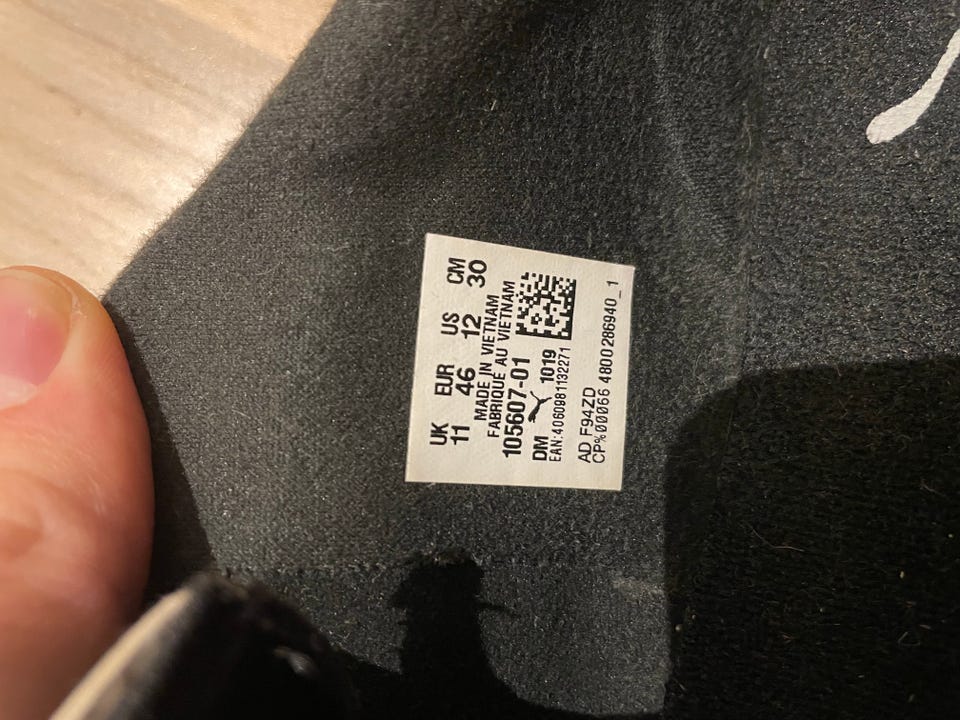 UK EUR US CM
11 46 12 30
MADE IN VIETNAM
FABRIQUE AU VIETNAM
105607-01
DM 1019
EAN:4060981132271
AD F94ZD
CP%00066 4800286940_1